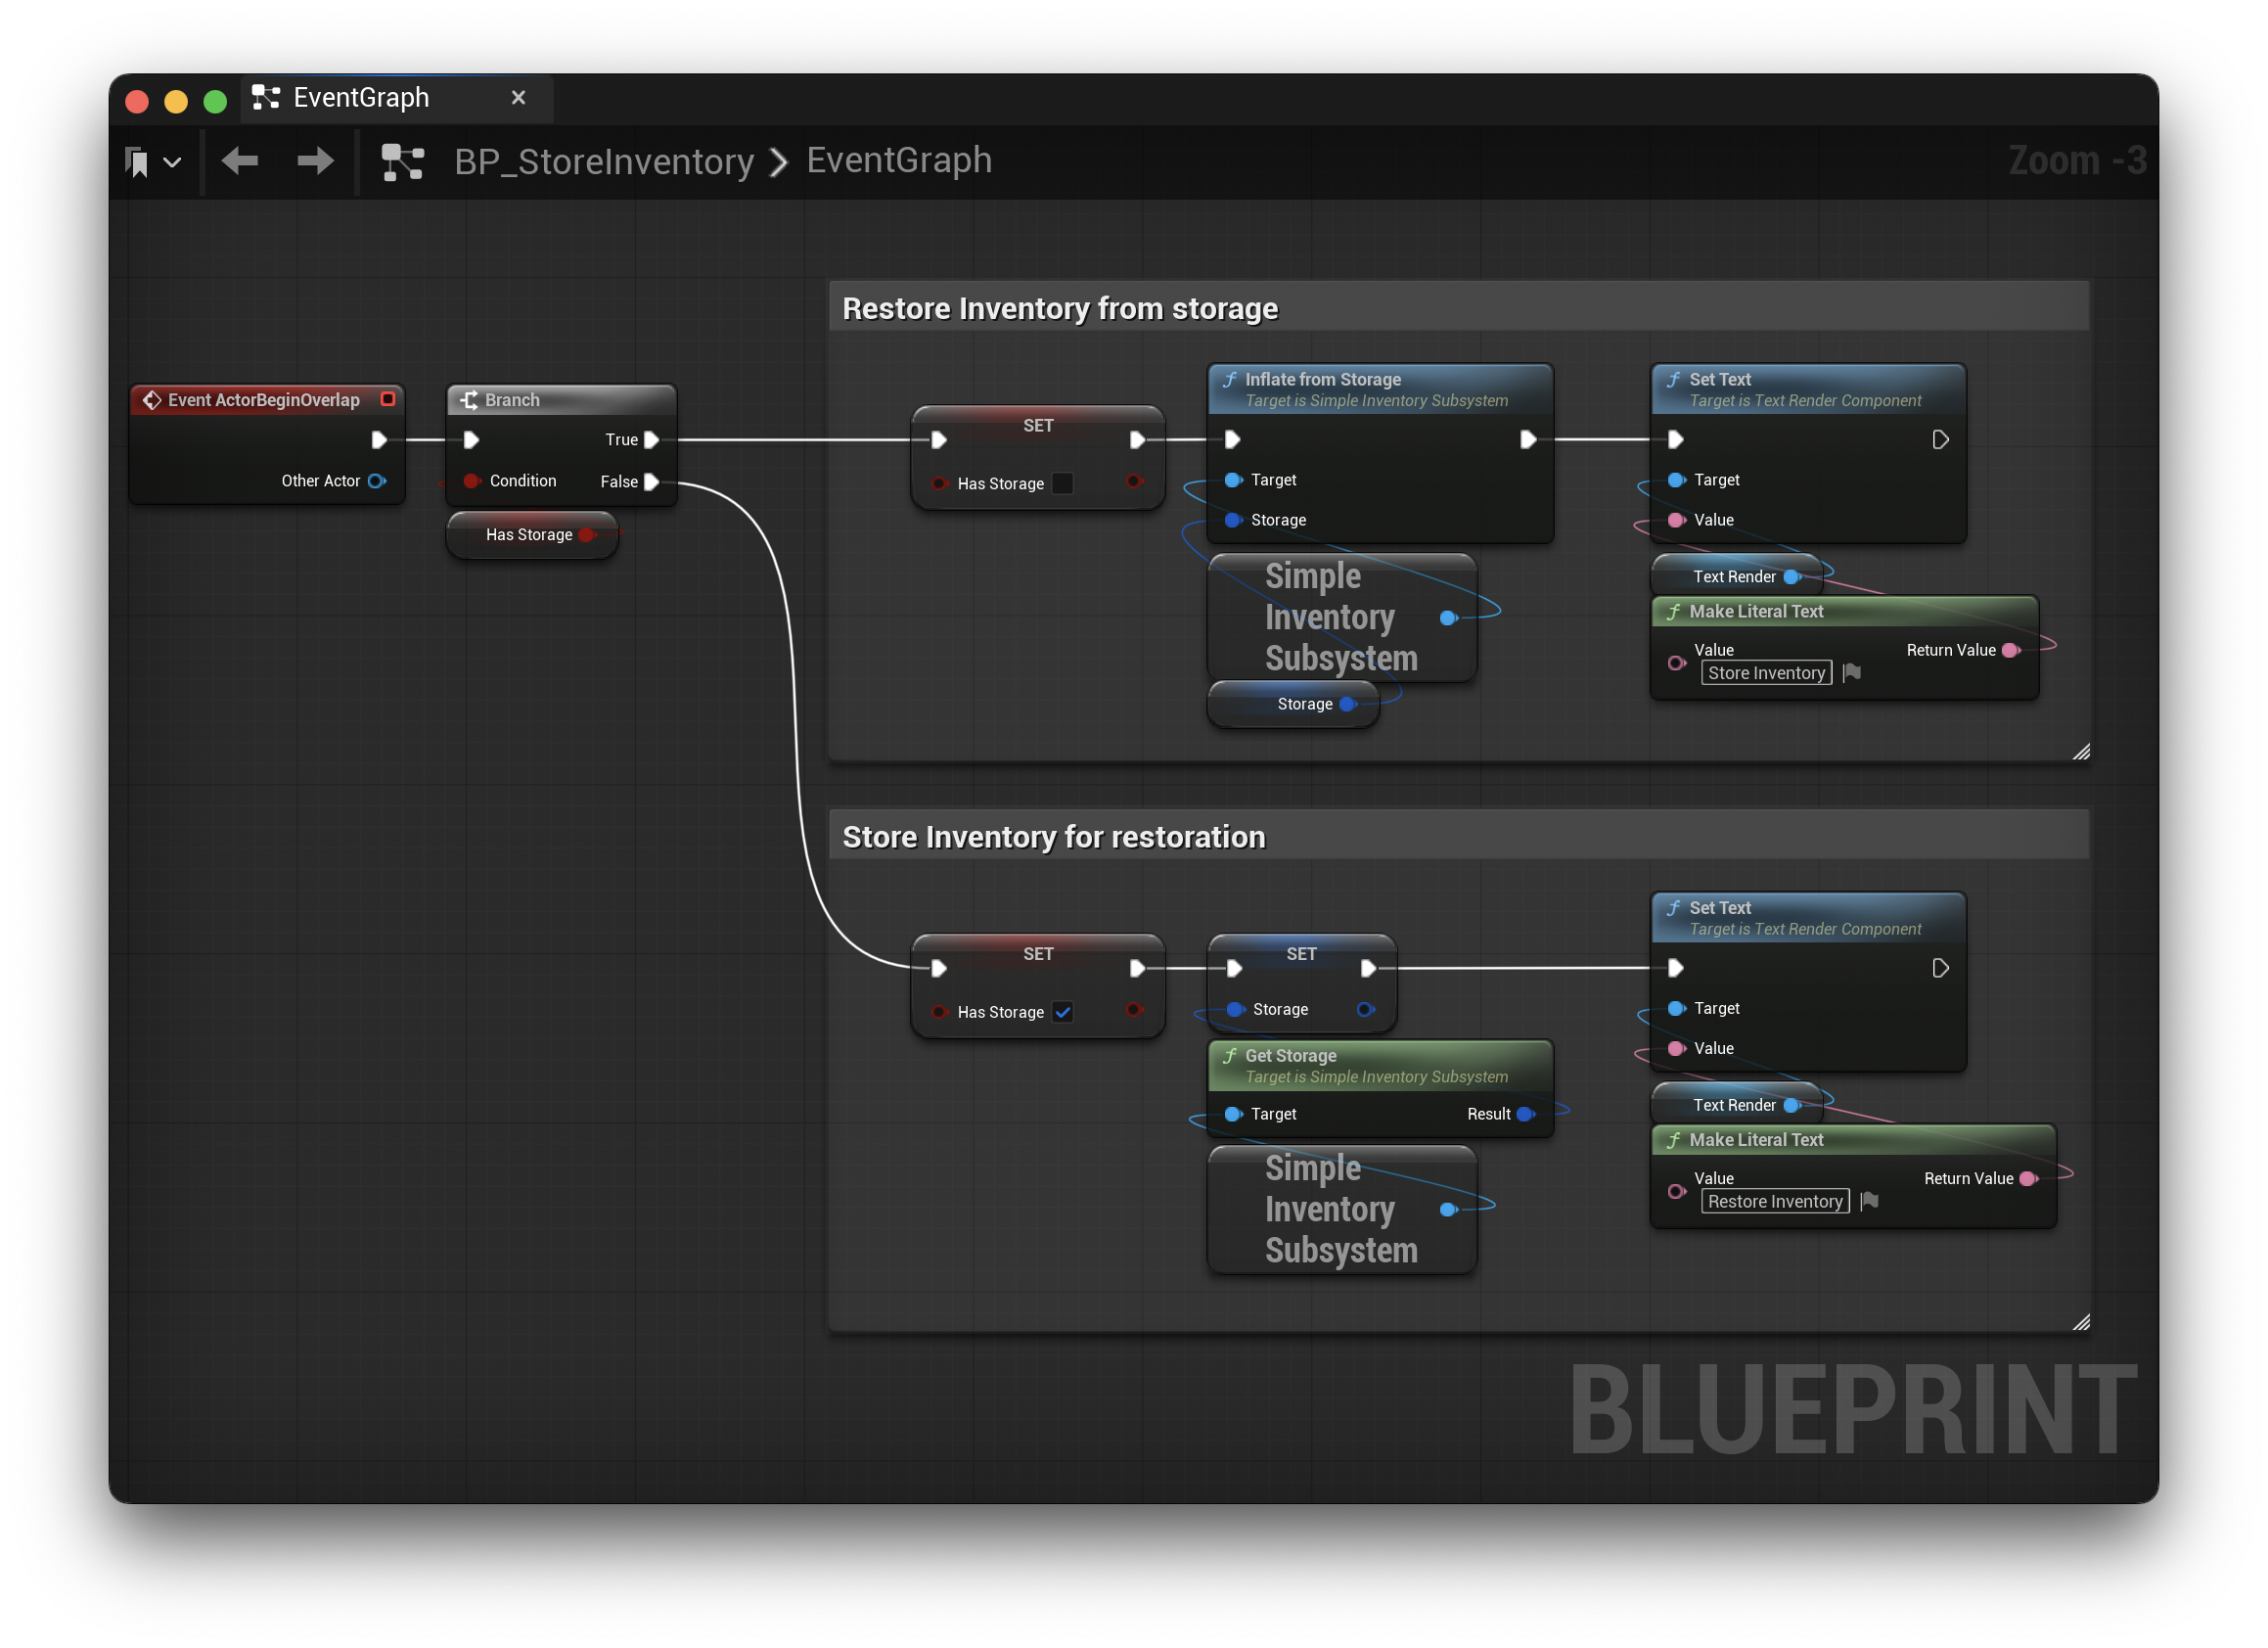 EventGraph
BP_StoreInventory
EventGraph
Zoom -3
Restore Inventory from storage
Event ActorBeginOverlap
Other Actor
Branch
True
Condition
False
Has Storage
SET
Has Storage
Inflate from Storage
Target is Simple Inventory Subsystem
Target
Storage
Simple
Inventory
Subsystem
Storage
Set Text
Target is Text Render Component
Target
Value
Text Render
Make Literal Text
Value
Return Value
Store Inventory
Store Inventory for restoration
SET
Has Storage
SET
Storage
Get Storage
Target is Simple Inventory Subsystem
Target
Result
Simple
Inventory
Subsystem
Set Text
Target is Text Render Component
Target
Value
Text Render
Make Literal Text
Value
Return Value
Restore Inventory
BLUEPRINT